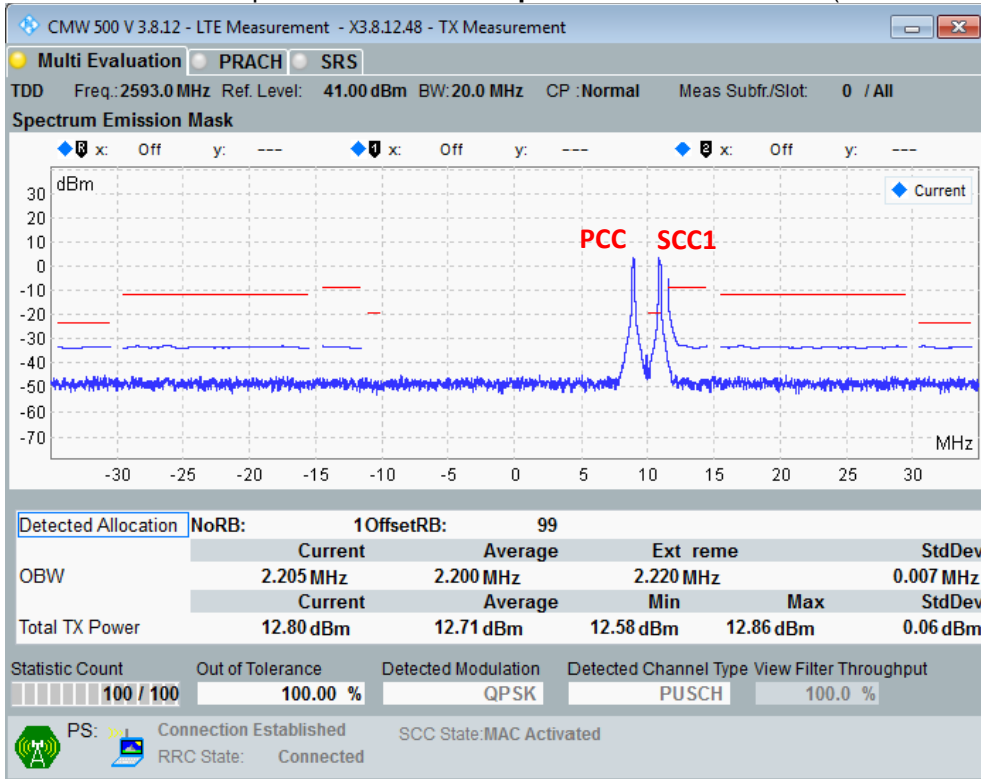 CMW 500 V 3.8.12 - LTE Measurement - X3.8.12.48 - TX Measurement
Multi Evaluation PRACH SRS
TDD Freq.:2593.0 MHz Ref. Level: 41.00 dBm BW:20.0 MHz CP :Normal Meas Subfr./Slot: 0 / All
Spectrum Emission Mask
R x: Off y: --- 1 x: Off y: --- 2 x: Off y: ---
dBm
Current
30
20
10
0
-10
-20
-30
-40
-50
-60
-70
PCC SCC1
MHz
-30 -25 -20 -15 -10 -5 0 5 10 15 20 25 30
Detected Allocation NoRB: 1 OffsetRB: 99
Current Average Ext reme StdDev
OBW 2.205 MHz 2.200 MHz 2.220 MHz 0.007 MHz
Current Average Min Max StdDev
Total TX Power 12.80 dBm 12.71 dBm 12.58 dBm 12.86 dBm 0.06 dBm
Statistic Count Out of Tolerance Detected Modulation Detected Channel Type View Filter Throughput
100 / 100 100.00 % QPSK PUSCH 100.0 %
PS: Connection Established SCC State:MAC Activated
RRC State: Connected